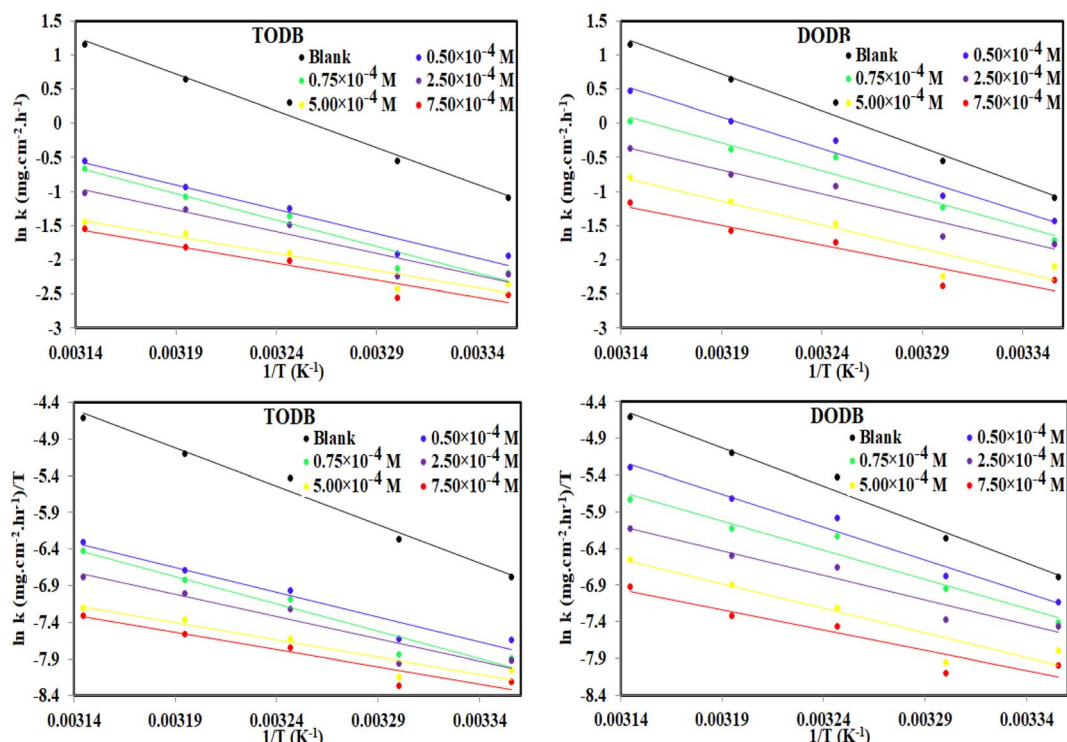 TODB
Blank
0.50×10⁻⁴ M
0.75×10⁻⁴ M
2.50×10⁻⁴ M
5.00×10⁻⁴ M
7.50×10⁻⁴ M
ln k (mg.cm⁻².h⁻¹)
1.5
1
0.5
0
-0.5
-1
-1.5
-2
-2.5
-3
0.00314
0.00319
0.00324
0.00329
0.00334
1/T (K⁻¹)
DODB
Blank
0.50×10⁻⁴ M
0.75×10⁻⁴ M
2.50×10⁻⁴ M
5.00×10⁻⁴ M
7.50×10⁻⁴ M
ln k (mg.cm⁻².h⁻¹)
1.5
1
0.5
0
-0.5
-1
-1.5
-2
-2.5
-3
0.00314
0.00319
0.00324
0.00329
0.00334
1/T (K⁻¹)
TODB
Blank
0.50×10⁻⁴ M
0.75×10⁻⁴ M
2.50×10⁻⁴ M
5.00×10⁻⁴ M
7.50×10⁻⁴ M
ln k (mg.cm⁻².hr¹)/T
-4.4
-4.9
-5.4
-5.9
-6.4
-6.9
-7.4
-7.9
-8.4
0.00314
0.00319
0.00324
0.00329
0.00334
1/T (K⁻¹)
DODB
Blank
0.50×10⁻⁴ M
0.75×10⁻⁴ M
2.50×10⁻⁴ M
5.00×10⁻⁴ M
7.50×10⁻⁴ M
ln k (mg.cm⁻².hr¹)/T
-4.4
-4.9
-5.4
-5.9
-6.4
-6.9
-7.4
-7.9
-8.4
0.00314
0.00319
0.00324
0.00329
0.00334
1/T (K⁻¹)